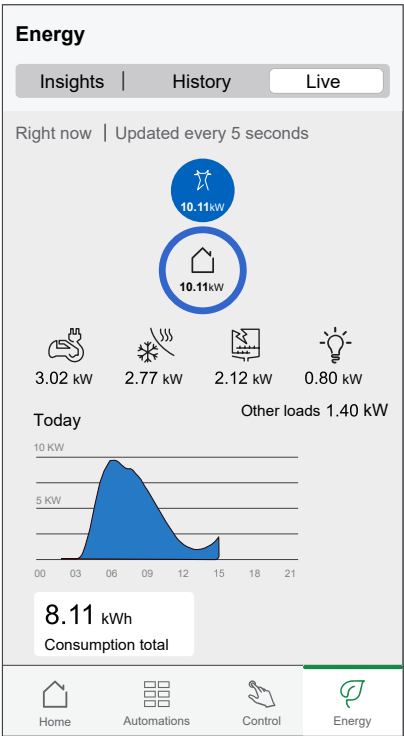 Energy
Insights | History Live
Right now | Updated every 5 seconds
10.11kW
10.11kW
3.02 kW 2.77 kW 2.12 kW 0.80 kW
Other loads 1.40 kW
Today
10 KW
5 KW
00 03 06 09 12 15 18 21
8.11 kWh
Consumption total
Home Automations Control Energy